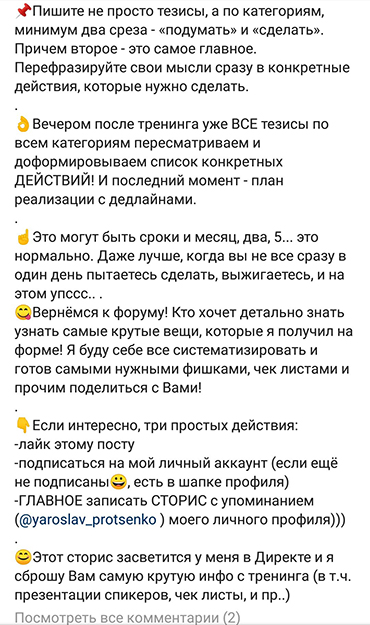 📌Пишите не просто тезисы, а по категориям,
минимум два среза - «подумать» и «сделать».
Причем второе - это самое главное.
Перефразируйте свои мысли сразу в конкретные
действия, которые нужно сделать.
.
👌Вечером после тренинга уже ВСЕ тезисы по
всем категориям пересматриваем и
доформировываем список конкретных
ДЕЙСТВИЙ! И последний момент - план
реализации с дедлайнами.
.
☝Это могут быть сроки и месяц, два, 5... это
нормально. Даже лучше, когда вы не все сразу в
один день пытаетесь сделать, выжигаетесь, и на
этом упссс.. .
😋Вернёмся к форуму! Кто хочет детально знать
узнать самые крутые вещи, которые я получил на
форме! Я буду себе все систематизировать и
готов самыми нужными фишками, чек листами и
прочим поделиться с Вами!
.
👇Если интересно, три простых действия:
-лайк этому посту
-подписаться на мой личный аккаунт (если ещё
не подписаны😀, есть в шапке профиля)
-ГЛАВНОЕ записать СТОРИС с упоминанием
(@yaroslav_protsenko ) моего личного профиля)))
.
😊Этот сторис засветится у меня в Директе и я
сброшу Вам самую крутую инфо с тренинга (в т.ч.
презентации спикеров, чек листы, и пр..)
Посмотреть все комментарии (2)